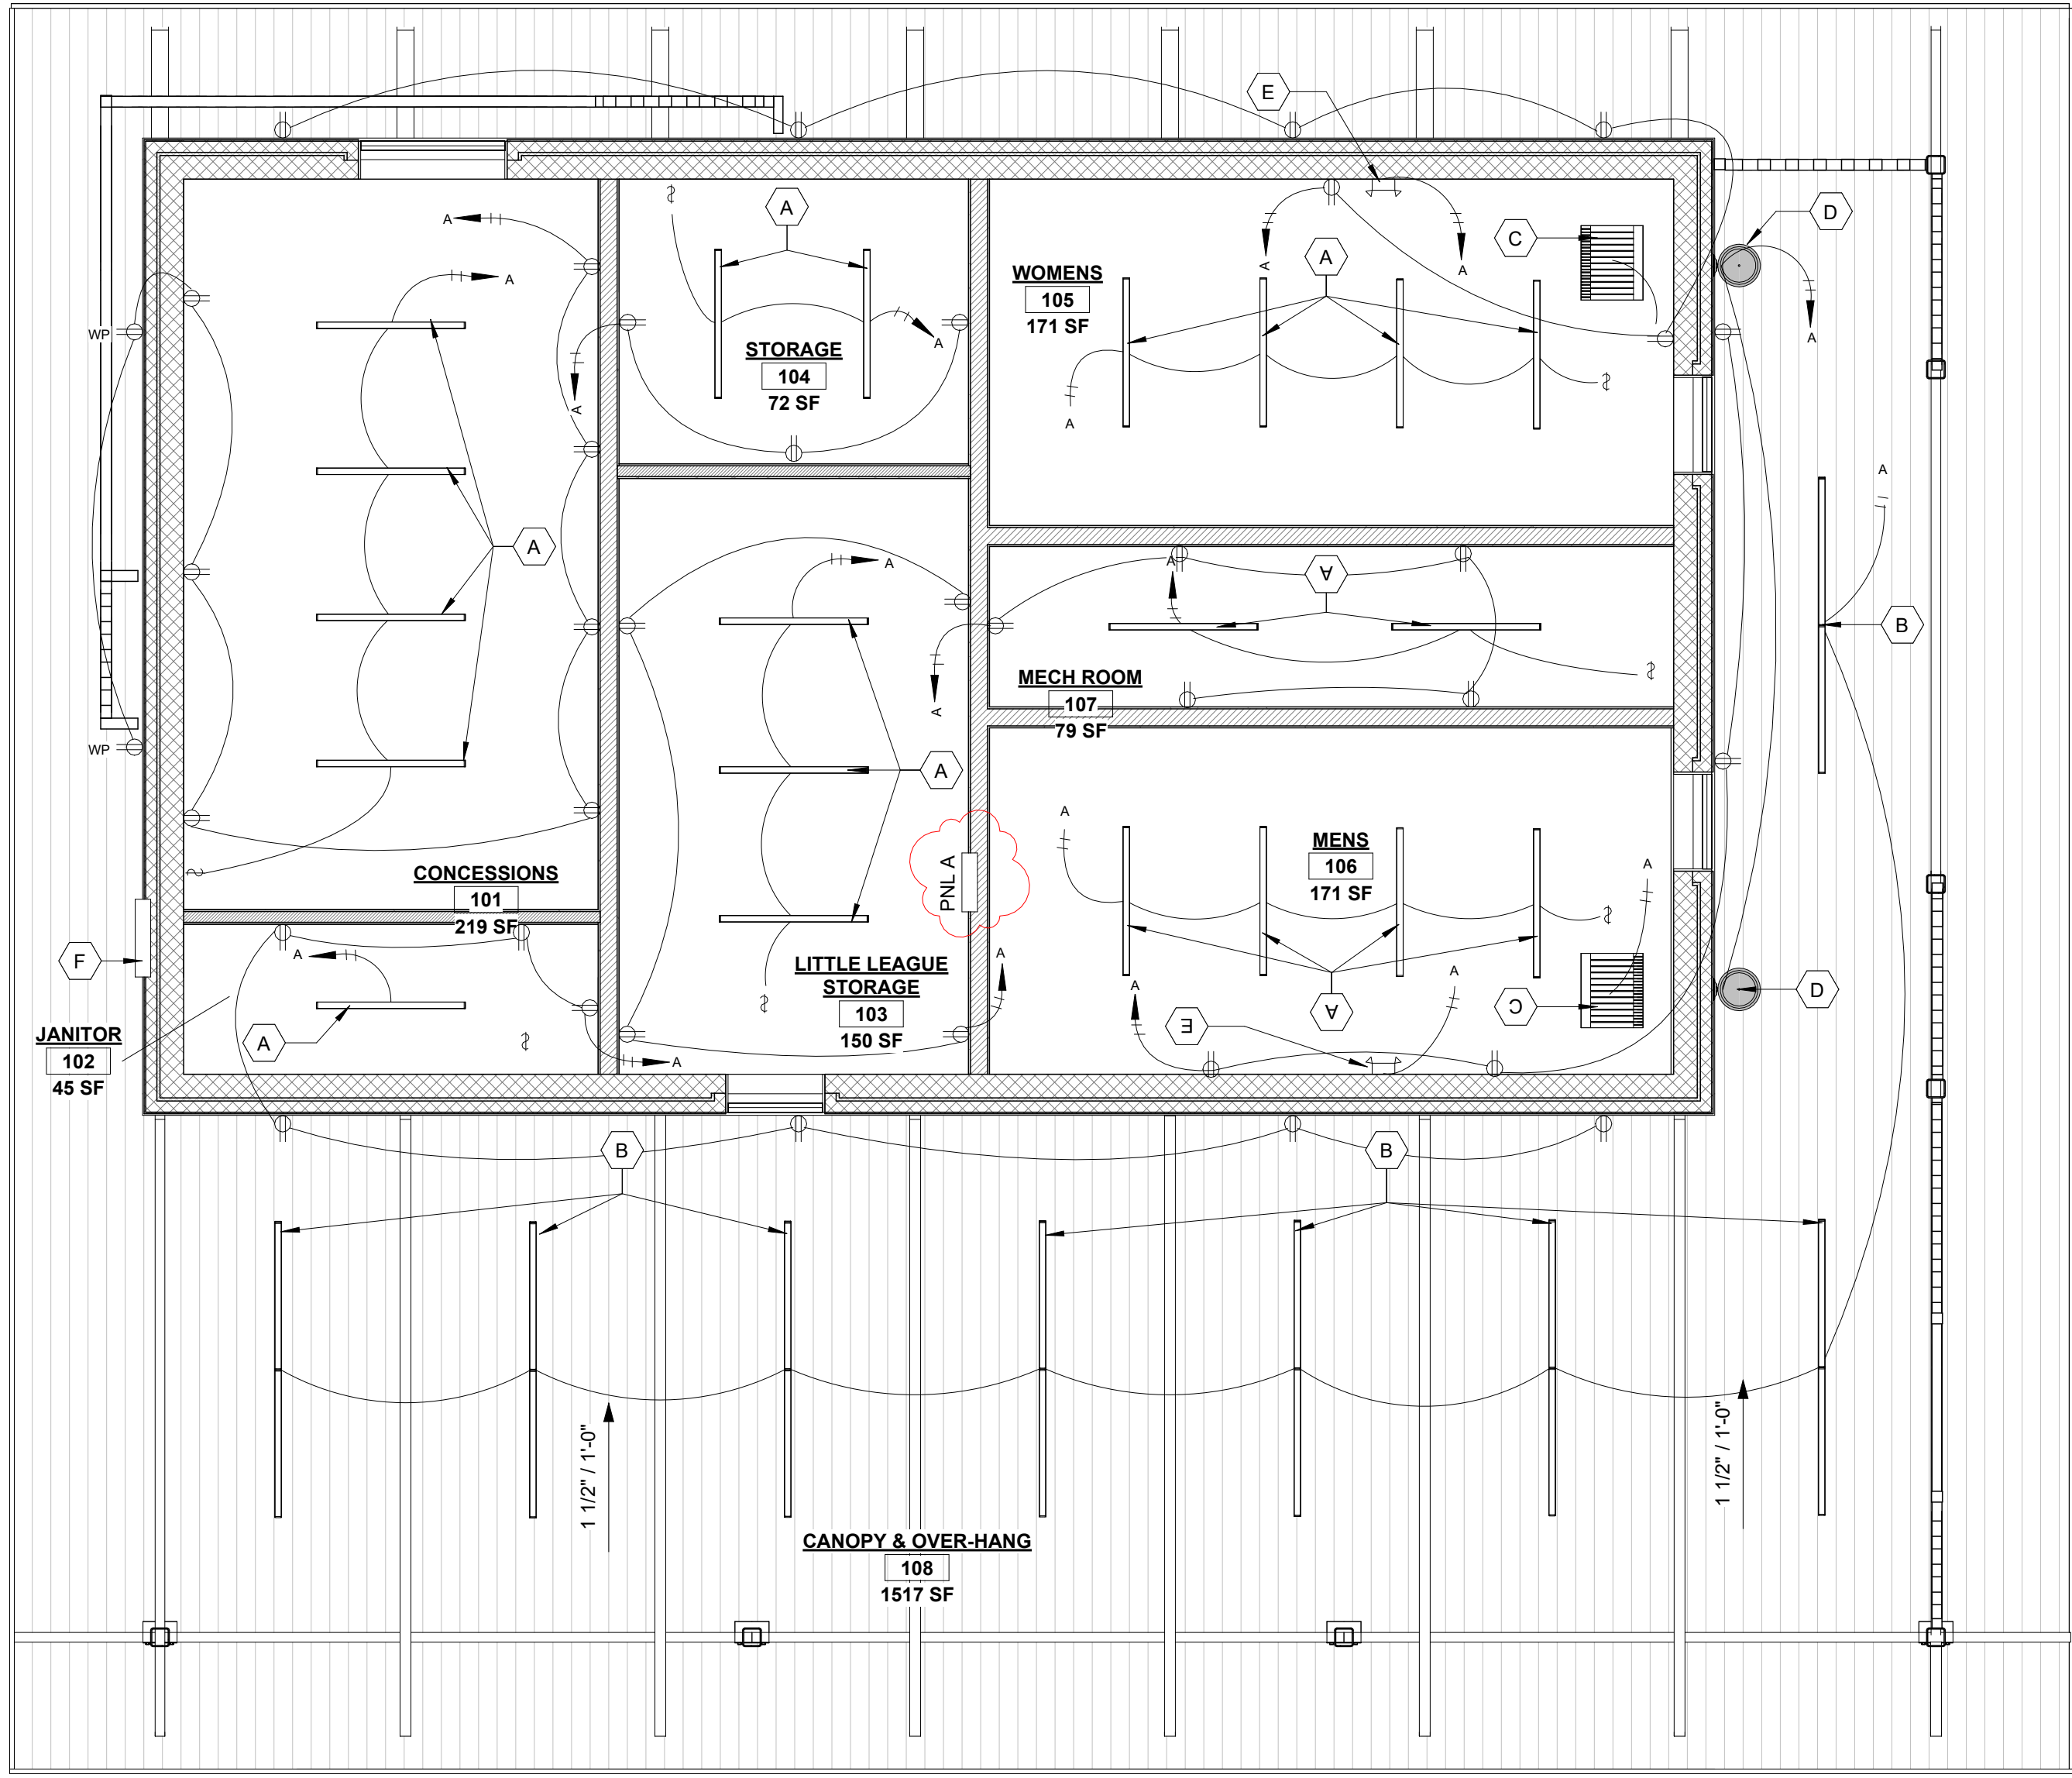 E
A
D
A
C
WOMENS
105
171 SF
A
A
A
A
A
WP
A
STORAGE
104
72 SF
A
A
A
A
A
A
A
A
A
B
MECH ROOM
107
79 SF
A
WP
A
A
MENS
106
171 SF
A
PNL A
CONCESSIONS
101
219 SF
F
A
A
A
LITTLE LEAGUE
STORAGE
103
150 SF
A
D
C
A
E
JANITOR
102
45 SF
A
A
B
B
1 1/2" / 1'-0"
1 1/2" / 1'-0"
CANOPY & OVER-HANG
108
1517 SF